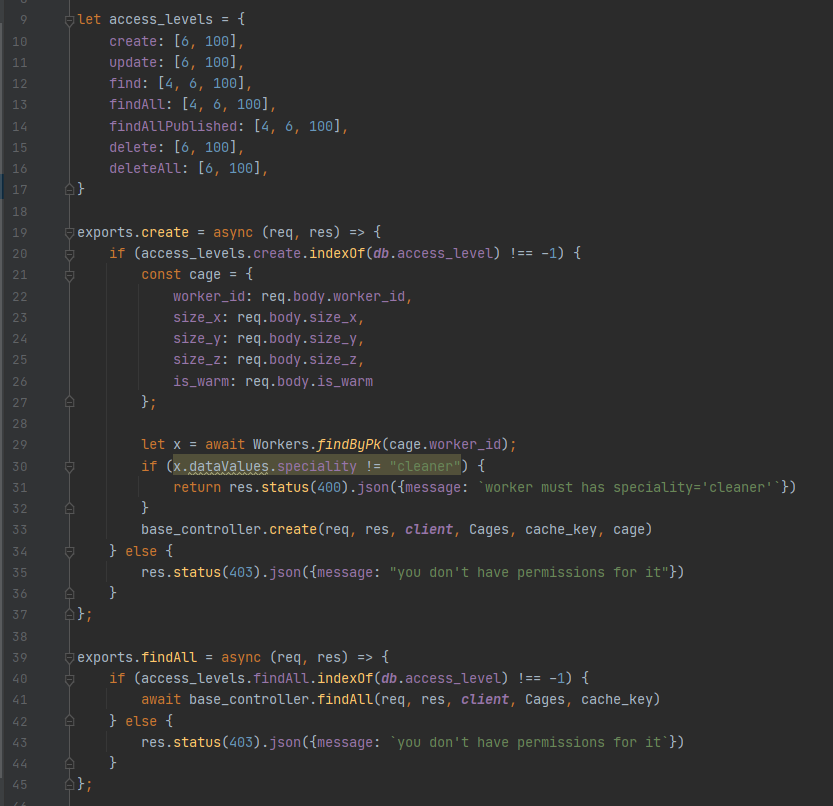 9 let access_levels = {
10 create: [6, 100],
11 update: [6, 100],
12 find: [4, 6, 100],
13 findAll: [4, 6, 100],
14 findAllPublished: [4, 6, 100],
15 delete: [6, 100],
16 deleteAll: [6, 100],
17 }
18
19 exports.create = async (req, res) => {
20 if (access_levels.create.indexOf(db.access_level) !== -1) {
21 const cage = {
22 worker_id: req.body.worker_id,
23 size_x: req.body.size_x,
24 size_y: req.body.size_y,
25 size_z: req.body.size_z,
26 is_warm: req.body.is_warm
27 };
28
29 let x = await Workers.findByPk(cage.worker_id);
30 if (x.dataValues.speciality != "cleaner") {
31 return res.status(400).json({message: `worker must has speciality='cleaner'`})
32 }
33 base_controller.create(req, res, client, Cages, cache_key, cage)
34 } else {
35 res.status(403).json({message: "you don't have permissions for it"})
36 }
37 };
38
39 exports.findAll = async (req, res) => {
40 if (access_levels.findAll.indexOf(db.access_level) !== -1) {
41 await base_controller.findAll(req, res, client, Cages, cache_key)
42 } else {
43 res.status(403).json({message: `you don't have permissions for it`})
44 }
45 };